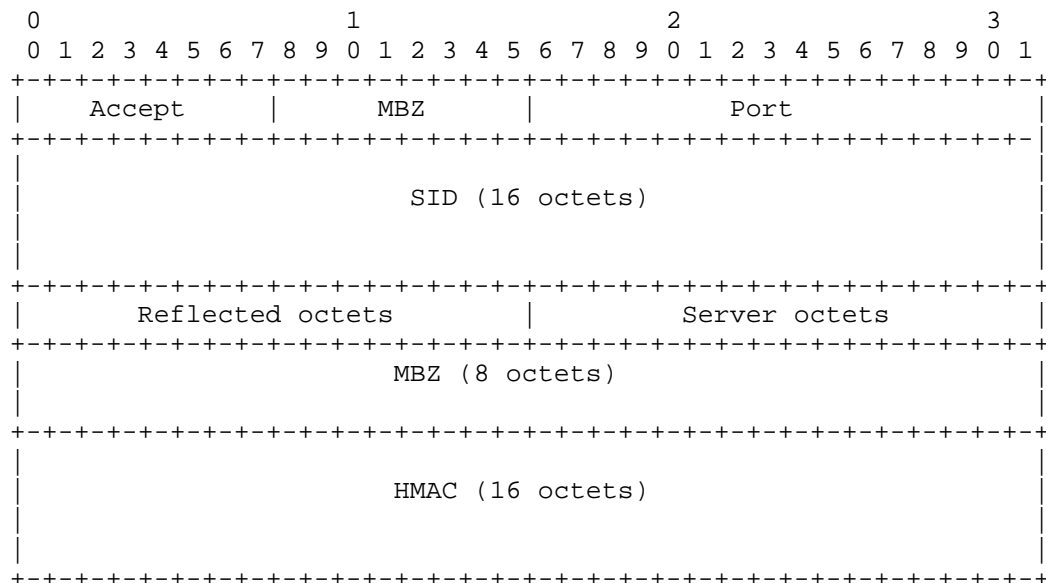 0                   1                   2                   3
0 1 2 3 4 5 6 7 8 9 0 1 2 3 4 5 6 7 8 9 0 1 2 3 4 5 6 7 8 9 0 1
+-+-+-+-+-+-+-+-+-+-+-+-+-+-+-+-+-+-+-+-+-+-+-+-+-+-+-+-+-+-+-+-+
|    Accept     |      MBZ      |            Port               |
+-+-+-+-+-+-+-+-+-+-+-+-+-+-+-+-+-+-+-+-+-+-+-+-+-+-+-+-+-+-+-+-|
|                                                               |
|                        SID (16 octets)                        |
|                                                               |
|                                                               |
+-+-+-+-+-+-+-+-+-+-+-+-+-+-+-+-+-+-+-+-+-+-+-+-+-+-+-+-+-+-+-+-+
|       Reflected octets        |         Server octets         |
+-+-+-+-+-+-+-+-+-+-+-+-+-+-+-+-+-+-+-+-+-+-+-+-+-+-+-+-+-+-+-+-+
|                       MBZ (8 octets)                          |
|                                                               |
+-+-+-+-+-+-+-+-+-+-+-+-+-+-+-+-+-+-+-+-+-+-+-+-+-+-+-+-+-+-+-+-+
|                                                               |
|                       HMAC (16 octets)                        |
|                                                               |
|                                                               |
+-+-+-+-+-+-+-+-+-+-+-+-+-+-+-+-+-+-+-+-+-+-+-+-+-+-+-+-+-+-+-+-+